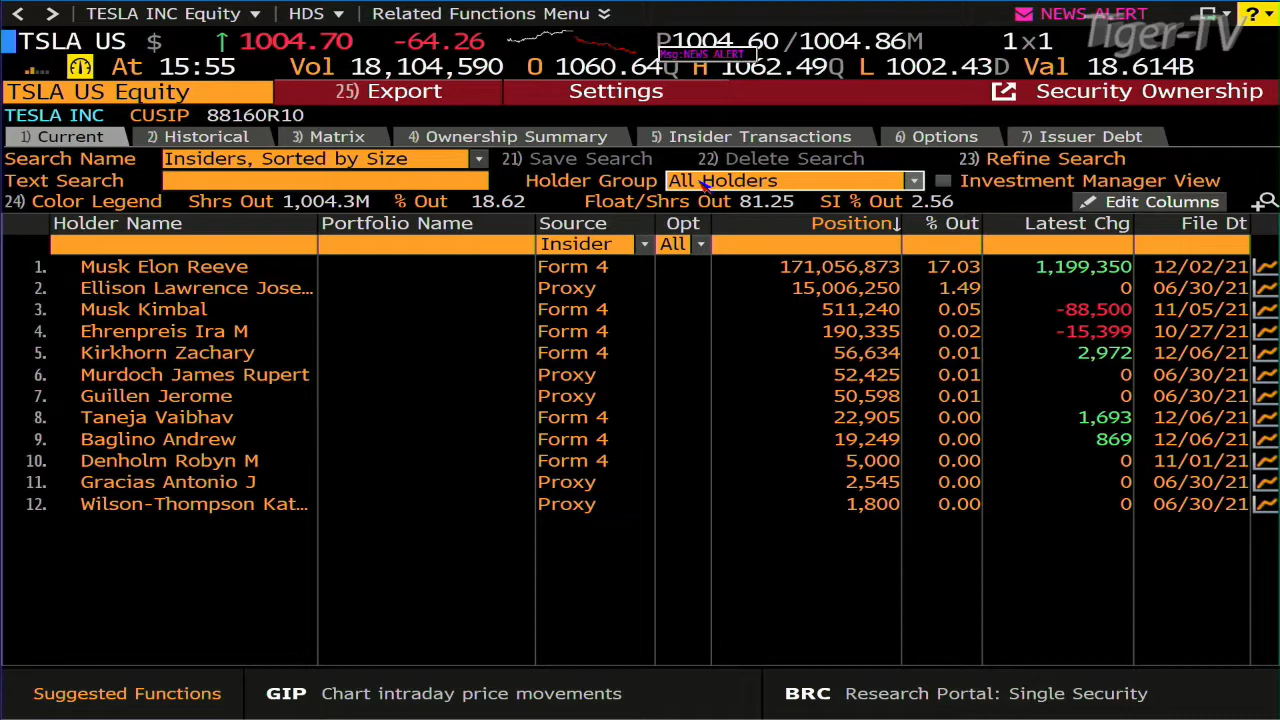 TESLA INC Equity HDS Related Functions Menu NEWS ALERT ?
TSLA US $ ↑ 1004.70 -64.26 P1004.60 /1004.86M 1x1 Tiger-TV
Msg:NEWS ALERT
At 15:55 Vol 18,104,590 O 1060.64Q H 1062.49Q L 1002.43D Val 18.614B
TSLA US Equity 25) Export Settings Security Ownership
TESLA INC CUSIP 88160R10
1) Current 2) Historical 3) Matrix 4) Ownership Summary 5) Insider Transactions 6) Options 7) Issuer Debt
Search Name Insiders, Sorted by Size 21) Save Search 22) Delete Search 23) Refine Search
Text Search Holder Group All Holders Investment Manager View
24) Color Legend Shrs Out 1,004.3M % Out 18.62 Float/Shrs Out 81.25 SI % Out 2.56 Edit Columns
Holder Name Portfolio Name Source Opt Position↓ % Out Latest Chg File Dt
Insider All
1. Musk Elon Reeve Form 4 171,056,873 17.03 1,199,350 12/02/21
2. Ellison Lawrence Jose... Proxy 15,006,250 1.49 0 06/30/21
3. Musk Kimbal Form 4 511,240 0.05 -88,500 11/05/21
4. Ehrenpreis Ira M Form 4 190,335 0.02 -15,399 10/27/21
5. Kirkhorn Zachary Form 4 56,634 0.01 2,972 12/06/21
6. Murdoch James Rupert Proxy 52,425 0.01 0 06/30/21
7. Guillen Jerome Proxy 50,598 0.01 0 06/30/21
8. Taneja Vaibhav Form 4 22,905 0.00 1,693 12/06/21
9. Baglino Andrew Form 4 19,249 0.00 869 12/06/21
10. Denholm Robyn M Form 4 5,000 0.00 0 11/01/21
11. Gracias Antonio J Proxy 2,545 0.00 0 06/30/21
12. Wilson-Thompson Kat... Proxy 1,800 0.00 0 06/30/21
Suggested Functions GIP Chart intraday price movements BRC Research Portal: Single Security